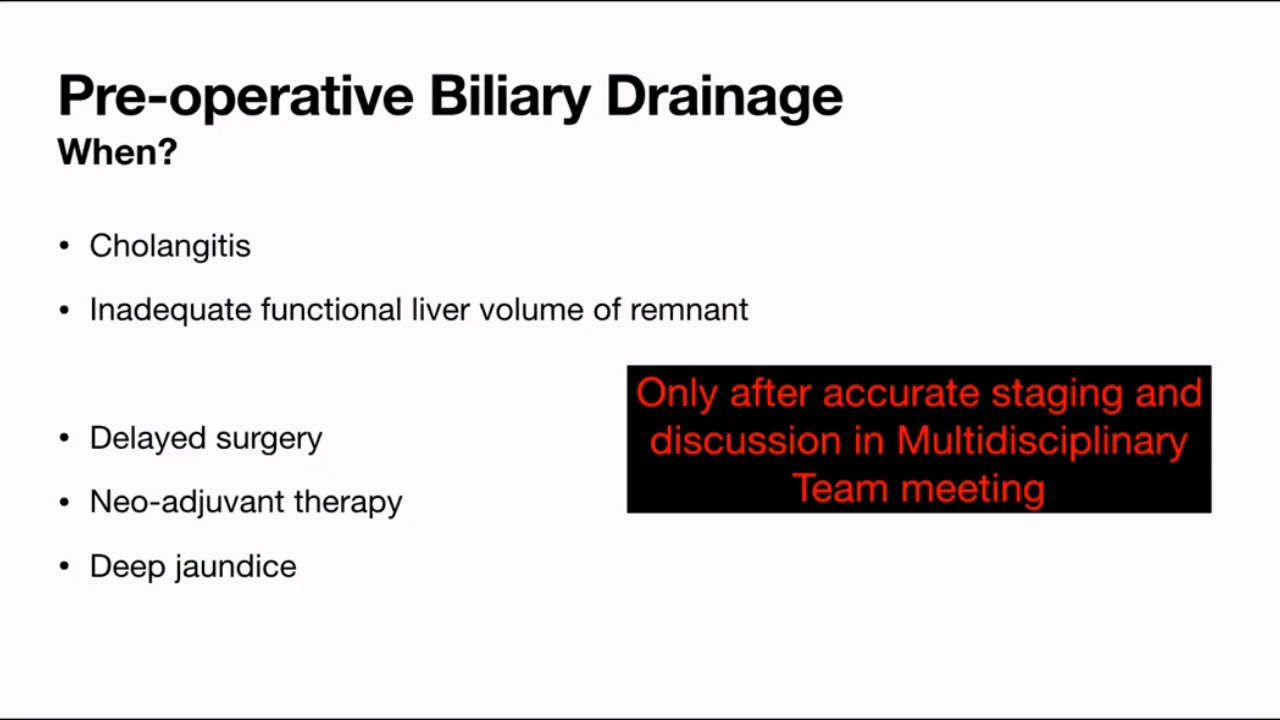 Pre-operative Biliary Drainage
When?
• Cholangitis
• Inadequate functional liver volume of remnant
Only after accurate staging and
discussion in Multidisciplinary
Team meeting
• Delayed surgery
• Neo-adjuvant therapy
• Deep jaundice